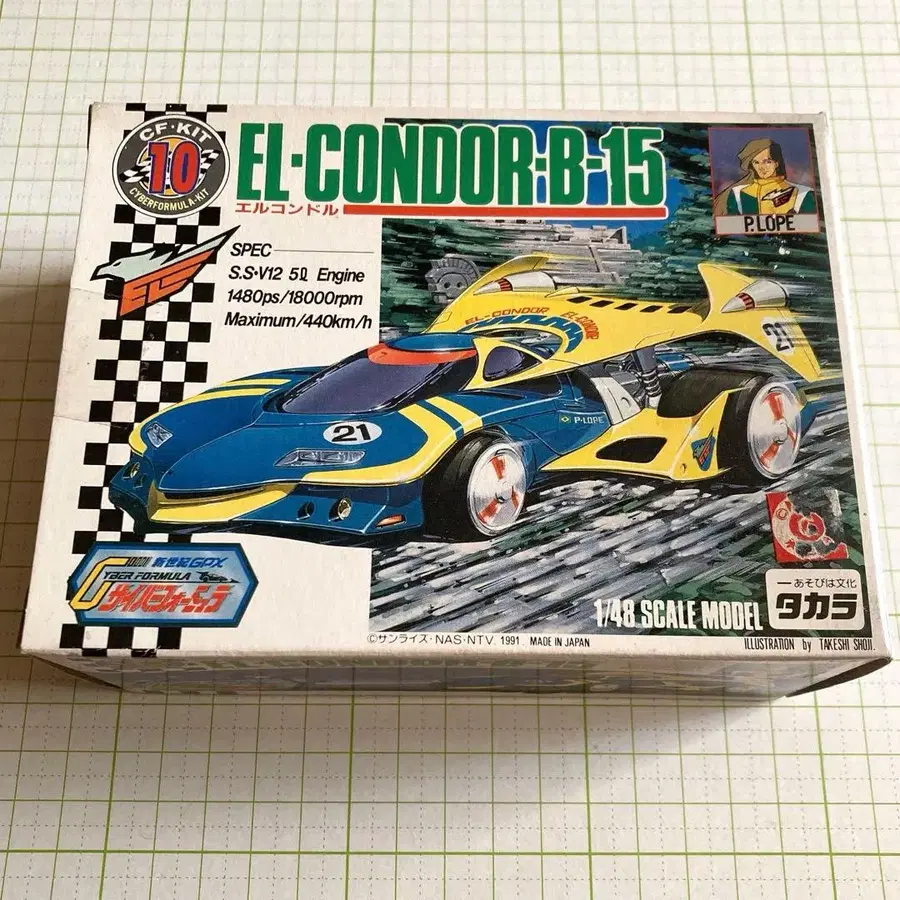 CF·KIT
10
CYBERFORMULA·KIT
EL·CONDOR:B-15
エルコンドル
P.LOPE
SPEC
S.S·V12 5ℓ Engine
1480ps/18000rpm
Maximum/440km/h
EL-CONDOR
EL-CONDOR
21
21
P·LOPE
新世紀GPX
CYBER FORMULA
サイバーフォーミュラ
1/48 SCALE MODEL
ーあそびは文化
タカラ
©サンライズ・NAS・NTV. 1991. MADE IN JAPAN
ILLUSTRATION by TAKESHI SHOJI.